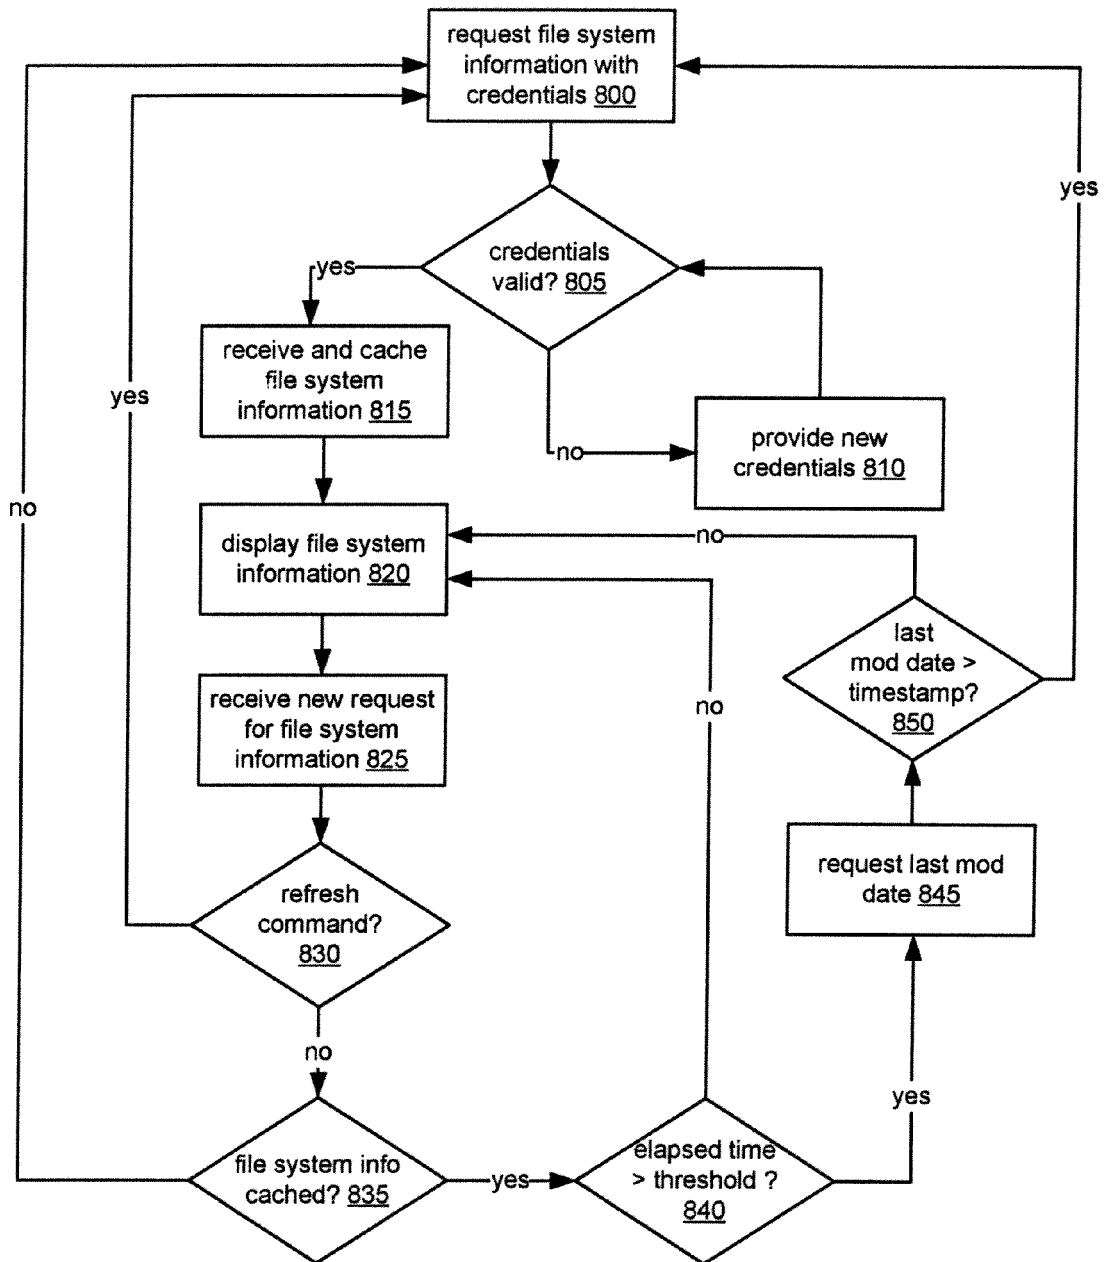 request file system
information with
credentials 800
yes
credentials
valid? 805
yes
receive and cache
file system
information 815
yes
no
provide new
credentials 810
no
no
display file system
information 820
last
mod date >
timestamp?
850
no
receive new request
for file system
information 825
request last mod
date 845
refresh
command?
830
no
yes
file system info
cached? 835
yes
elapsed time
> threshold ?
840